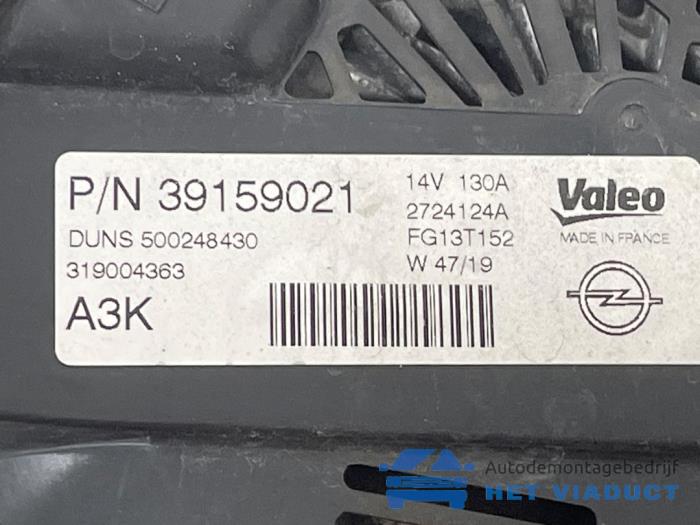 P/N 39159021
DUNS 500248430
319004363
A3K
14V 130A
2724124A
FG13T152
W 47/19
Valeo
MADE IN FRANCE
Autodemontagebedrijf
HET VIADUCT